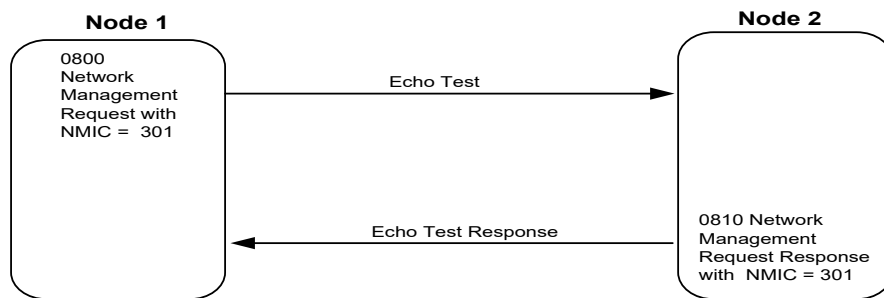 Node 1
Node 2
0800
Network
Management
Request with
NMIC = 301
Echo Test
Echo Test Response
0810 Network
Management
Request Response
with NMIC = 301